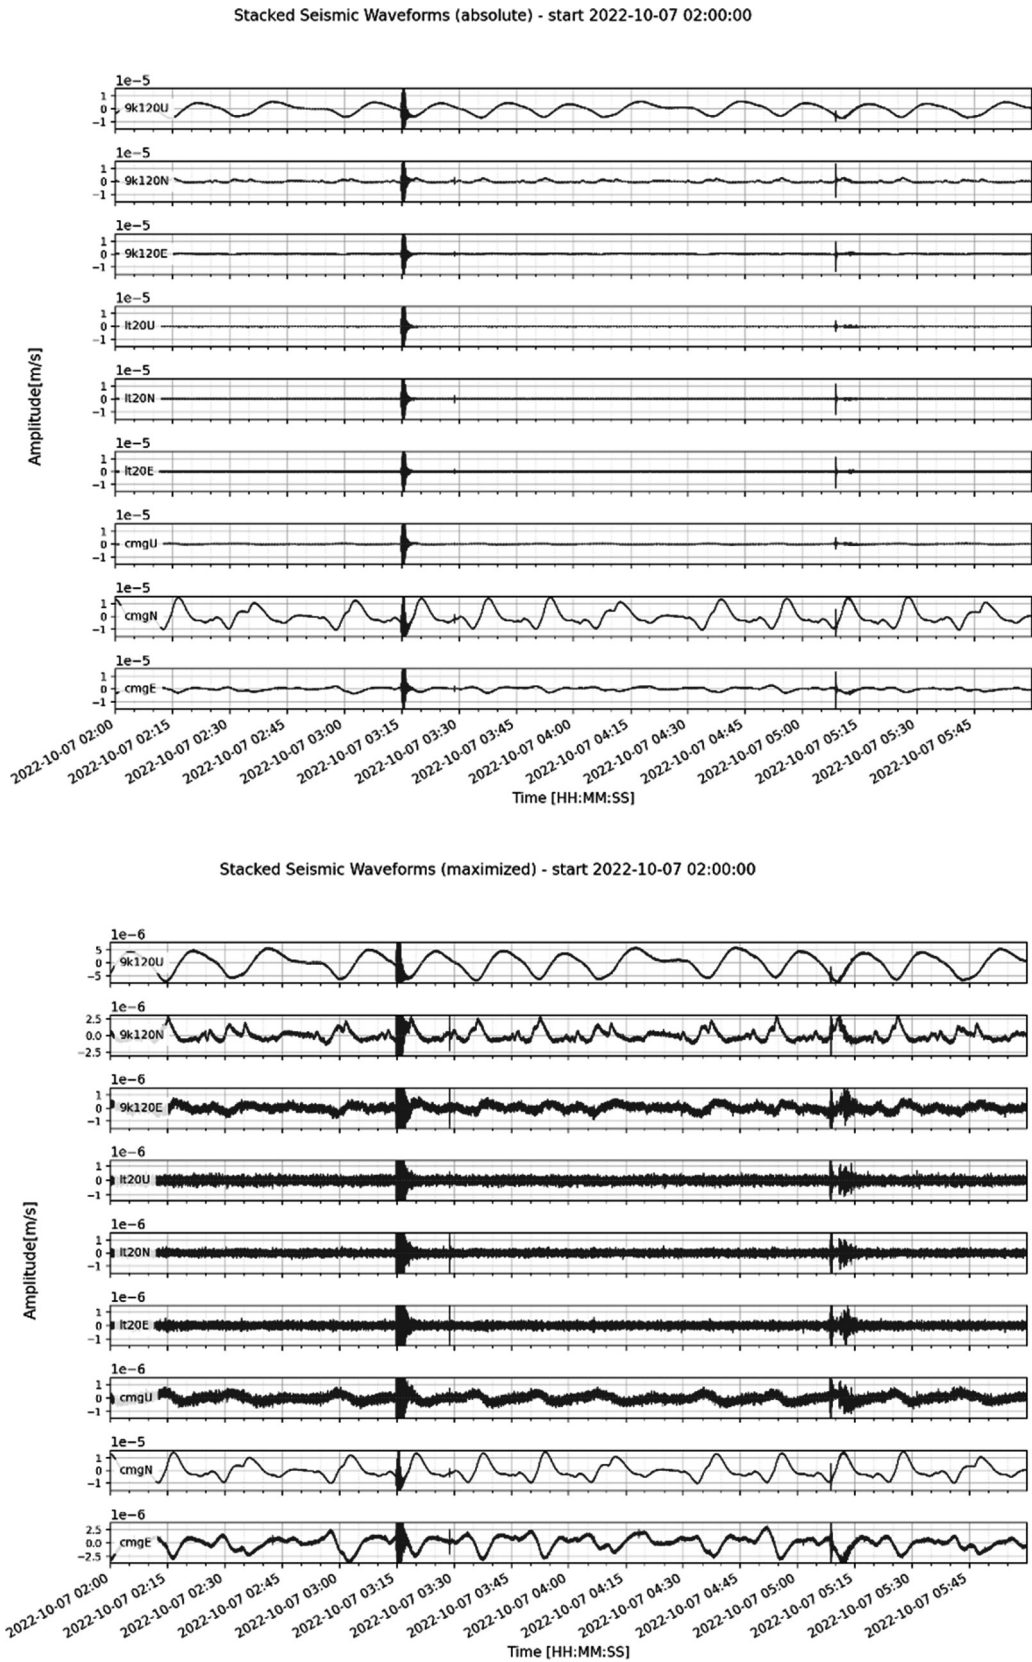 Stacked Seismic Waveforms (absolute) - start 2022-10-07 02:00:00
1e−5
1
0
−1
9k120U
1e−5
1
0
−1
9k120N
1e−5
1
0
−1
9k120E
1e−5
1
0
−1
lt20U
1e−5
1
0
−1
lt20N
1e−5
1
0
−1
lt20E
1e−5
1
0
−1
cmgU
1e−5
1
0
−1
cmgN
1e−5
1
0
−1
cmgE
Amplitude[m/s]
2022-10-07 02:00
2022-10-07 02:15
2022-10-07 02:30
2022-10-07 02:45
2022-10-07 03:00
2022-10-07 03:15
2022-10-07 03:30
2022-10-07 03:45
2022-10-07 04:00
2022-10-07 04:15
2022-10-07 04:30
2022-10-07 04:45
2022-10-07 05:00
2022-10-07 05:15
2022-10-07 05:30
2022-10-07 05:45
Time [HH:MM:SS]
Stacked Seismic Waveforms (maximized) - start 2022-10-07 02:00:00
1e−6
5
0
−5
9k120U
1e−6
2.5
0.0
−2.5
9k120N
1e−6
1
0
−1
9k120E
1e−6
1
0
−1
lt20U
1e−6
1
0
−1
lt20N
1e−6
1
0
−1
lt20E
1e−6
1
0
−1
cmgU
1e−5
1
0
−1
cmgN
1e−6
2.5
0.0
−2.5
cmgE
Amplitude[m/s]
2022-10-07 02:00
2022-10-07 02:15
2022-10-07 02:30
2022-10-07 02:45
2022-10-07 03:00
2022-10-07 03:15
2022-10-07 03:30
2022-10-07 03:45
2022-10-07 04:00
2022-10-07 04:15
2022-10-07 04:30
2022-10-07 04:45
2022-10-07 05:00
2022-10-07 05:15
2022-10-07 05:30
2022-10-07 05:45
Time [HH:MM:SS]